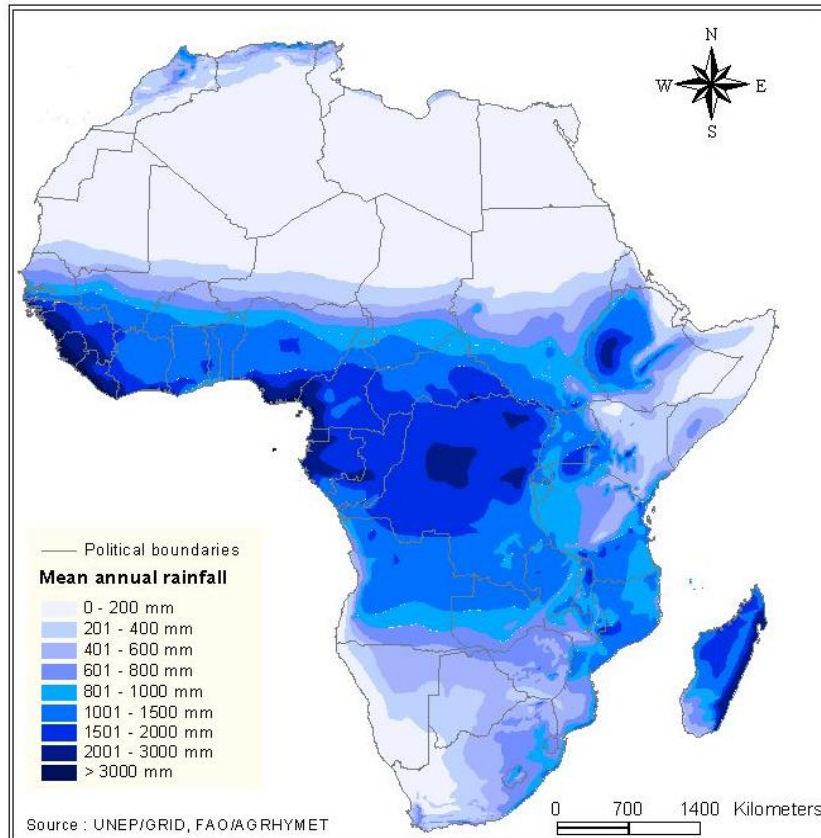 N
W E
S
Political boundaries
Mean annual rainfall
0 - 200 mm
201 - 400 mm
401 - 600 mm
601 - 800 mm
801 - 1000 mm
1001 - 1500 mm
1501 - 2000 mm
2001 - 3000 mm
> 3000 mm
Source : UNEP/GRID, FAO/AGRHYMET
0 700 1400 Kilometers